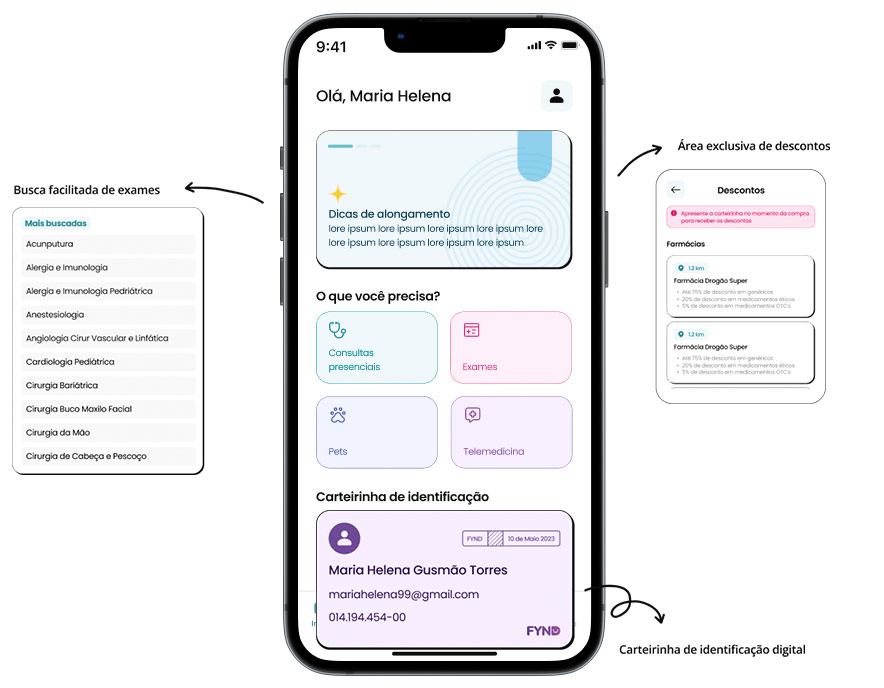 9:41
Olá, Maria Helena
Dicas de alongamento
lore ipsum lore ipsum lore ipsum lore ipsum lore
lore ipsum lore ipsum lore ipsum lore ipsum
O que você precisa?
Consultas
presenciais
Exames
Pets
Telemedicina
Carteirinha de identificação
FYND
10 de Maio 2023
Maria Helena Gusmão Torres
mariahelena99@gmail.com
014.194.454-00
FYND
Busca facilitada de exames
Mais buscadas
Acunputura
Alergia e Imunologia
Alergia e Imunologia Pedriátrica
Anestesiologia
Angiologia Cirur Vascular e Linfática
Cardiologia Pediátrica
Cirurgia Bariátrica
Cirurgia Buco Maxilo Facial
Cirurgia da Mão
Cirurgia de Cabeça e Pescoço
Área exclusiva de descontos
Descontos
Apresente a carteirinha no momento da compra
para receber os descontos
Farmácias
1.2 km
Farmácia Drogão Super
• Até 75% de desconto em genéricos.
• 20% de desconto em medicamentos éticos
• 5% de desconto em medicamentos OTC's
1.2 km
Farmácia Drogão Super
• Até 75% de desconto em genéricos.
• 20% de desconto em medicamentos éticos
• 5% de desconto em medicamentos OTC's
Carteirinha de identificação digital